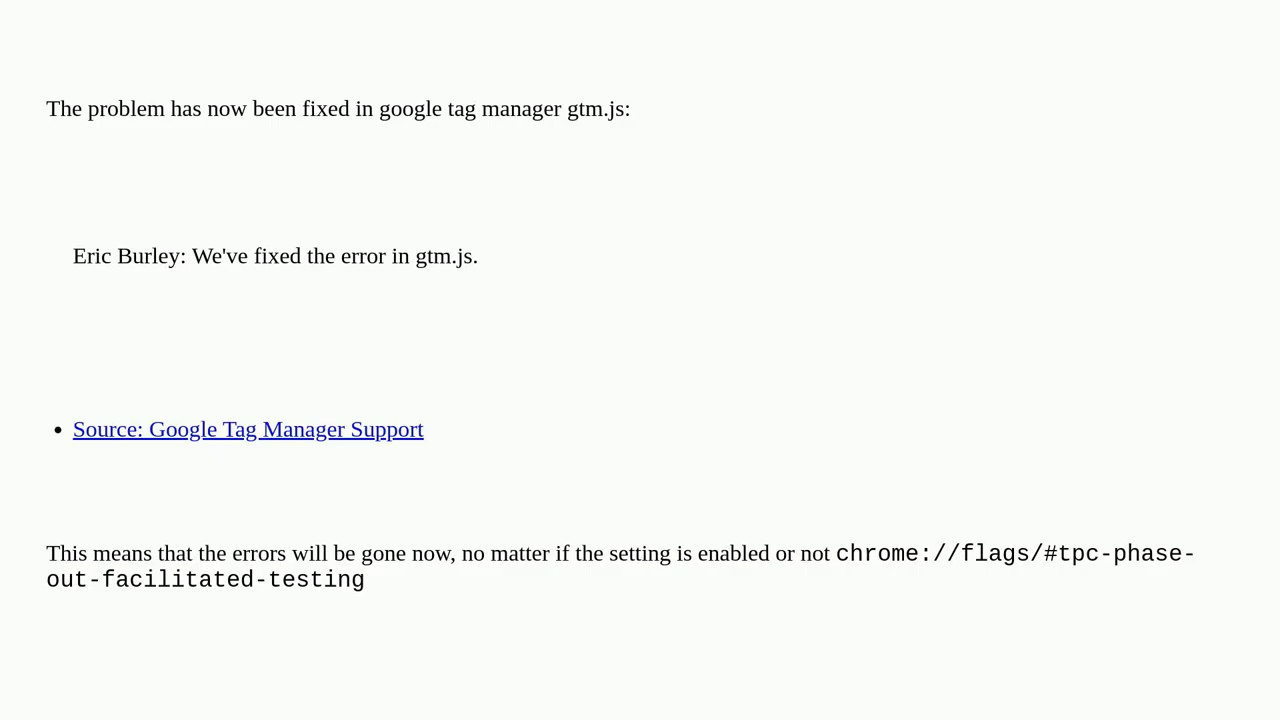 The problem has now been fixed in google tag manager gtm.js:
Eric Burley: We've fixed the error in gtm.js.
• Source: Google Tag Manager Support
This means that the errors will be gone now, no matter if the setting is enabled or not chrome://flags/#tpc-phase-
out-facilitated-testing